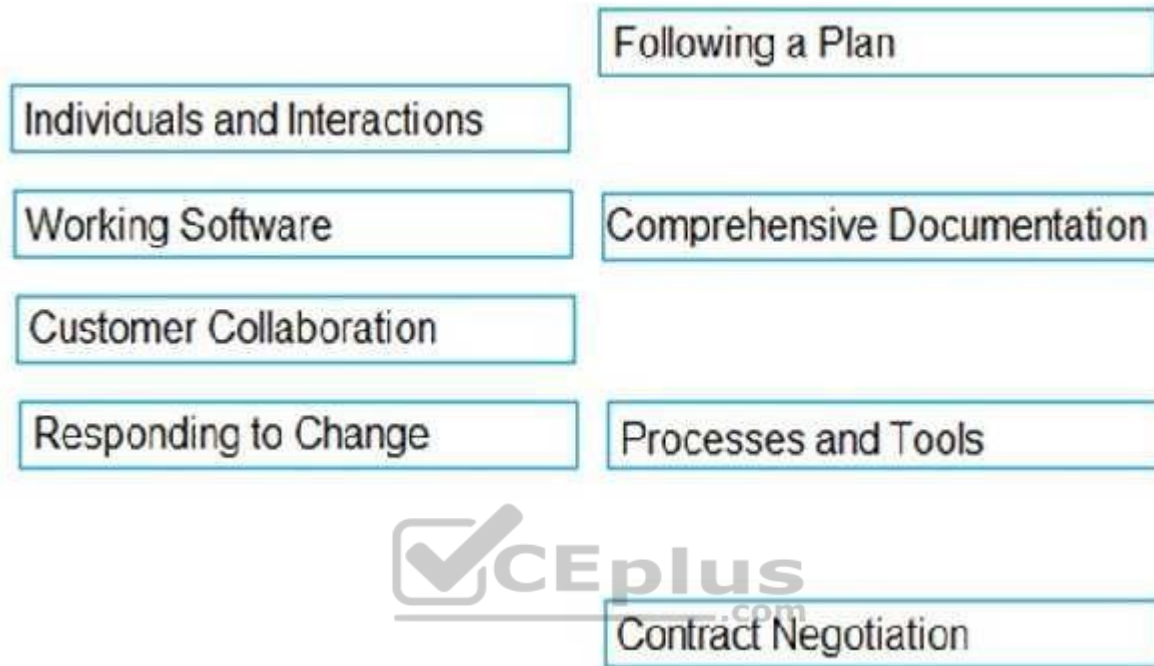 Following a Plan
Individuals and Interactions
Working Software
Comprehensive Documentation
Customer Collaboration
Responding to Change
Processes and Tools
CEplus
.com
Contract Negotiation